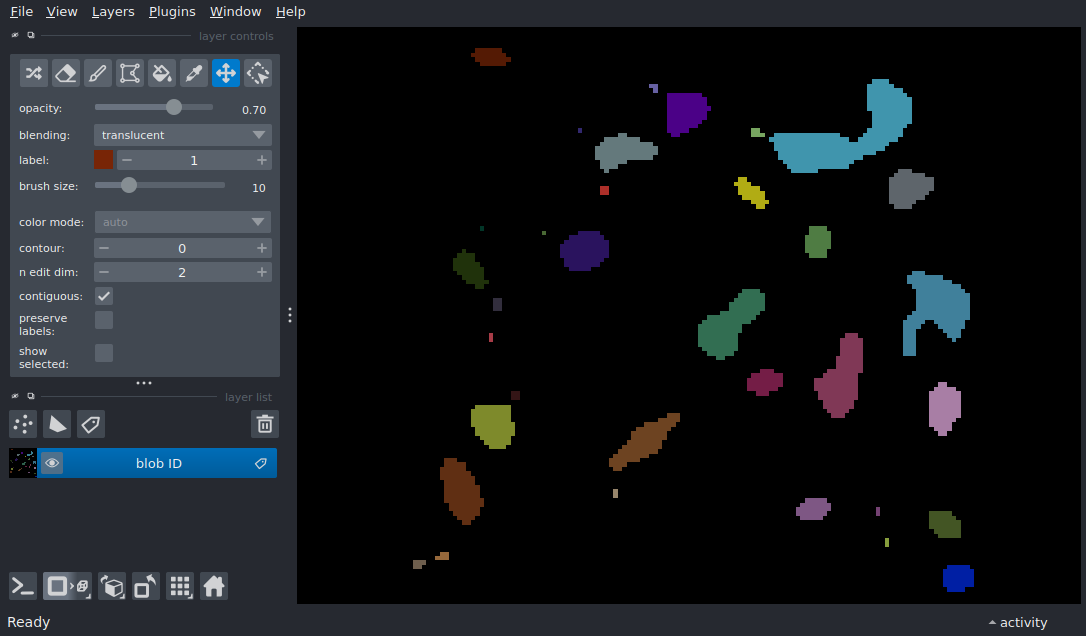 File View Layers Plugins Window Help
layer controls
opacity: 0.70
blending: translucent
label: 1
brush size: 10
color mode: auto
contour: 0
n edit dim: 2
contiguous:
preserve
labels:
show
selected:
layer list
blob ID
Ready
activity